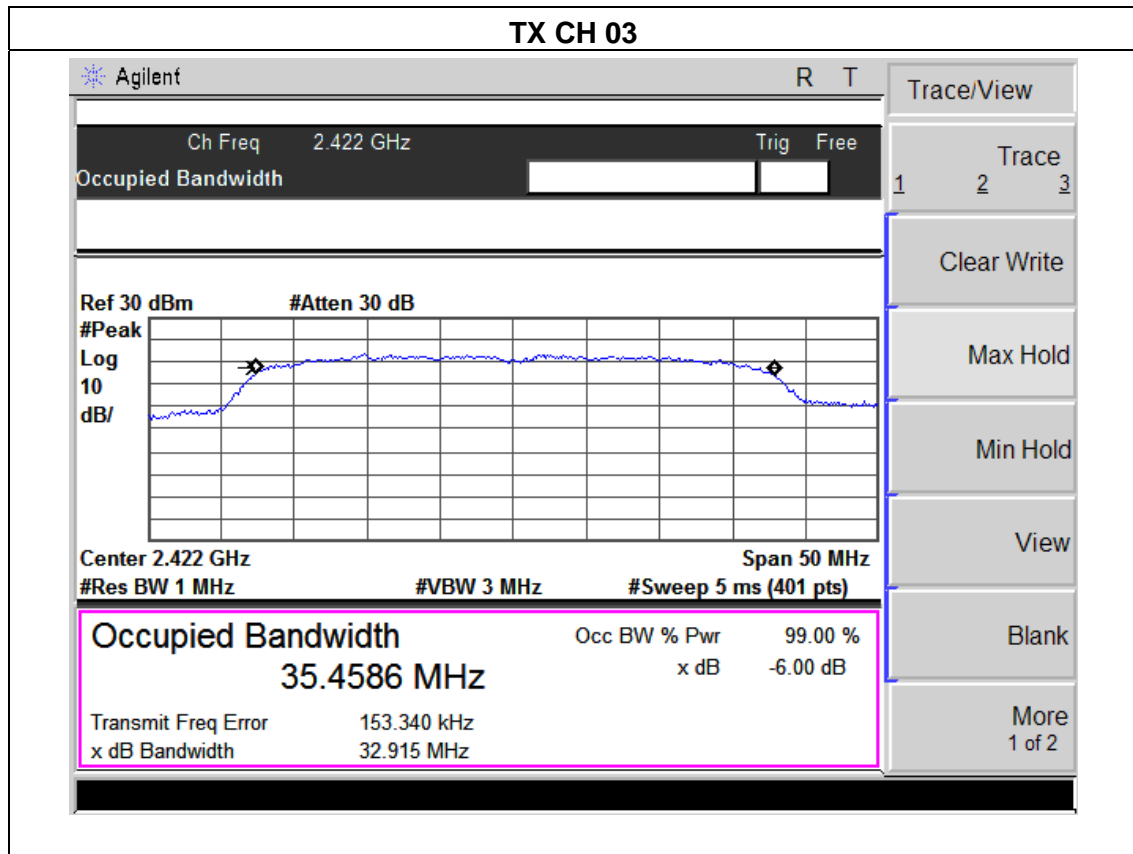 TX CH 03
Agilent R T
Ch Freq 2.422 GHz Trig Free
Occupied Bandwidth
Ref 30 dBm #Atten 30 dB
#Peak
Log
10
dB/
Center 2.422 GHz Span 50 MHz
#Res BW 1 MHz #VBW 3 MHz #Sweep 5 ms (401 pts)
Occupied Bandwidth Occ BW % Pwr 99.00 %
35.4586 MHz x dB -6.00 dB
Transmit Freq Error 153.340 kHz
x dB Bandwidth 32.915 MHz
Trace/View
Trace
1 2 3
Clear Write
Max Hold
Min Hold
View
Blank
More
1 of 2